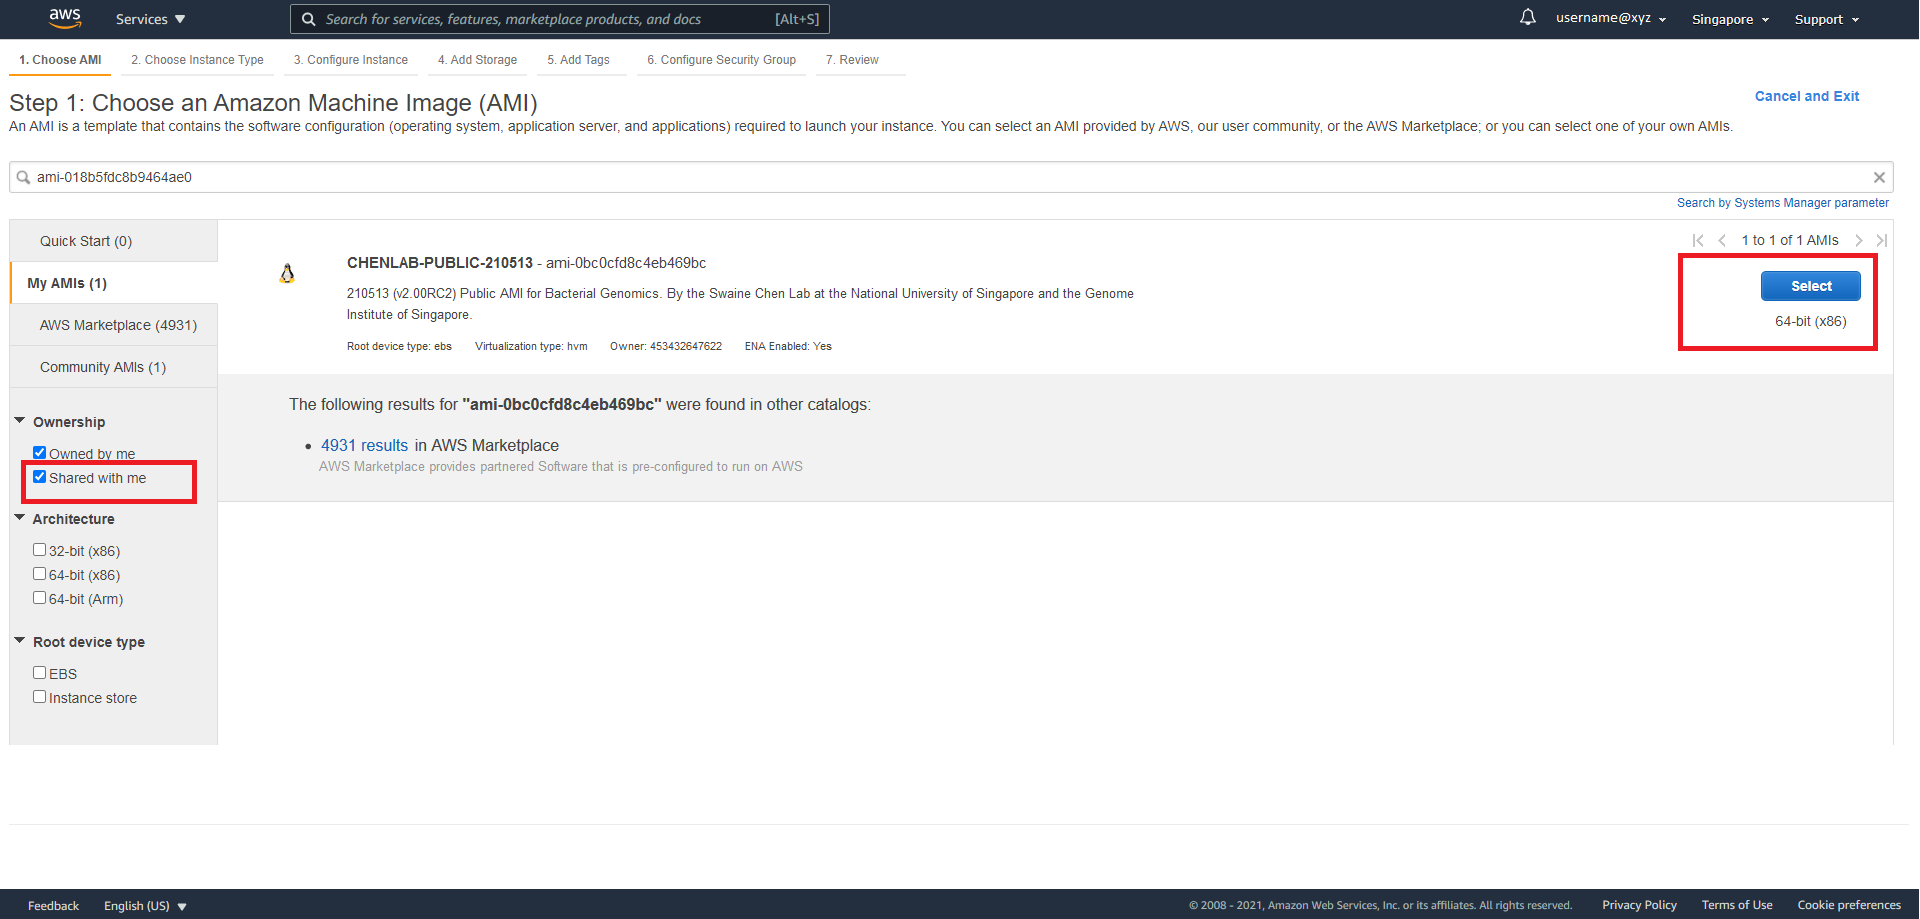 aws
Services
Search for services, features, marketplace products, and docs [Alt+S]
username@xyz
Singapore
Support
1. Choose AMI
2. Choose Instance Type
3. Configure Instance
4. Add Storage
5. Add Tags
6. Configure Security Group
7. Review
Step 1: Choose an Amazon Machine Image (AMI)
Cancel and Exit
An AMI is a template that contains the software configuration (operating system, application server, and applications) required to launch your instance. You can select an AMI provided by AWS, our user community, or the AWS Marketplace; or you can select one of your own AMIs.
ami-018b5fdc8b9464ae0
Search by Systems Manager parameter
Quick Start (0)
My AMIs (1)
AWS Marketplace (4931)
Community AMIs (1)
Ownership
Owned by me
Shared with me
Architecture
32-bit (x86)
64-bit (x86)
64-bit (Arm)
Root device type
EBS
Instance store
1 to 1 of 1 AMIs
CHENLAB-PUBLIC-210513 - ami-0bc0cfd8c4eb469bc
210513 (v2.00RC2) Public AMI for Bacterial Genomics. By the Swaine Chen Lab at the National University of Singapore and the Genome
Institute of Singapore.
Root device type: ebs Virtualization type: hvm Owner: 453432647622 ENA Enabled: Yes
Select
64-bit (x86)
The following results for "ami-0bc0cfd8c4eb469bc" were found in other catalogs:
4931 results in AWS Marketplace
AWS Marketplace provides partnered Software that is pre-configured to run on AWS
Feedback
English (US)
© 2008 - 2021, Amazon Web Services, Inc. or its affiliates. All rights reserved.
Privacy Policy
Terms of Use
Cookie preferences